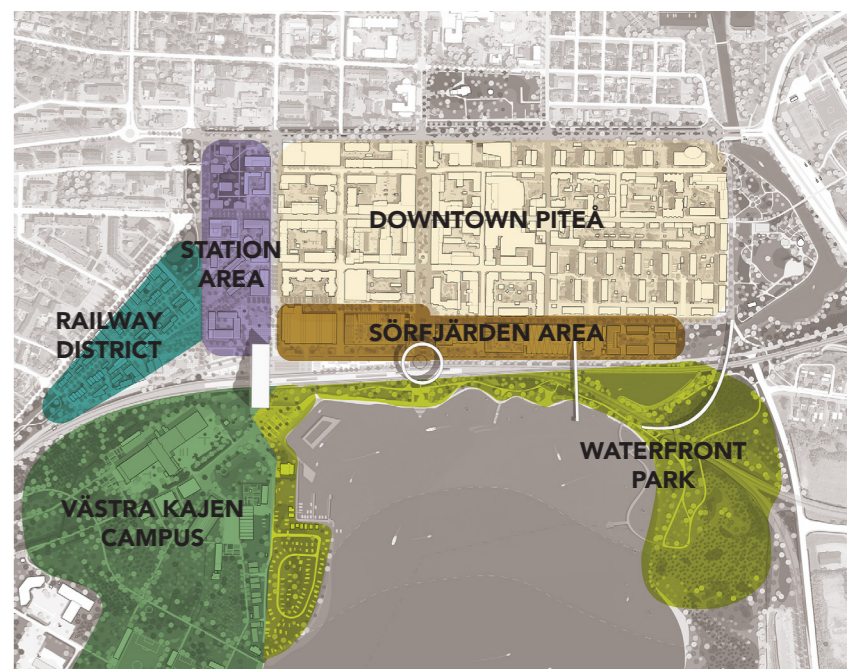 DOWNTOWN PITEÅ
STATION
AREA
RAILWAY
DISTRICT
SÖRFJÄRDEN AREA
WATERFRONT
PARK
VÄSTRA KAJEN
CAMPUS